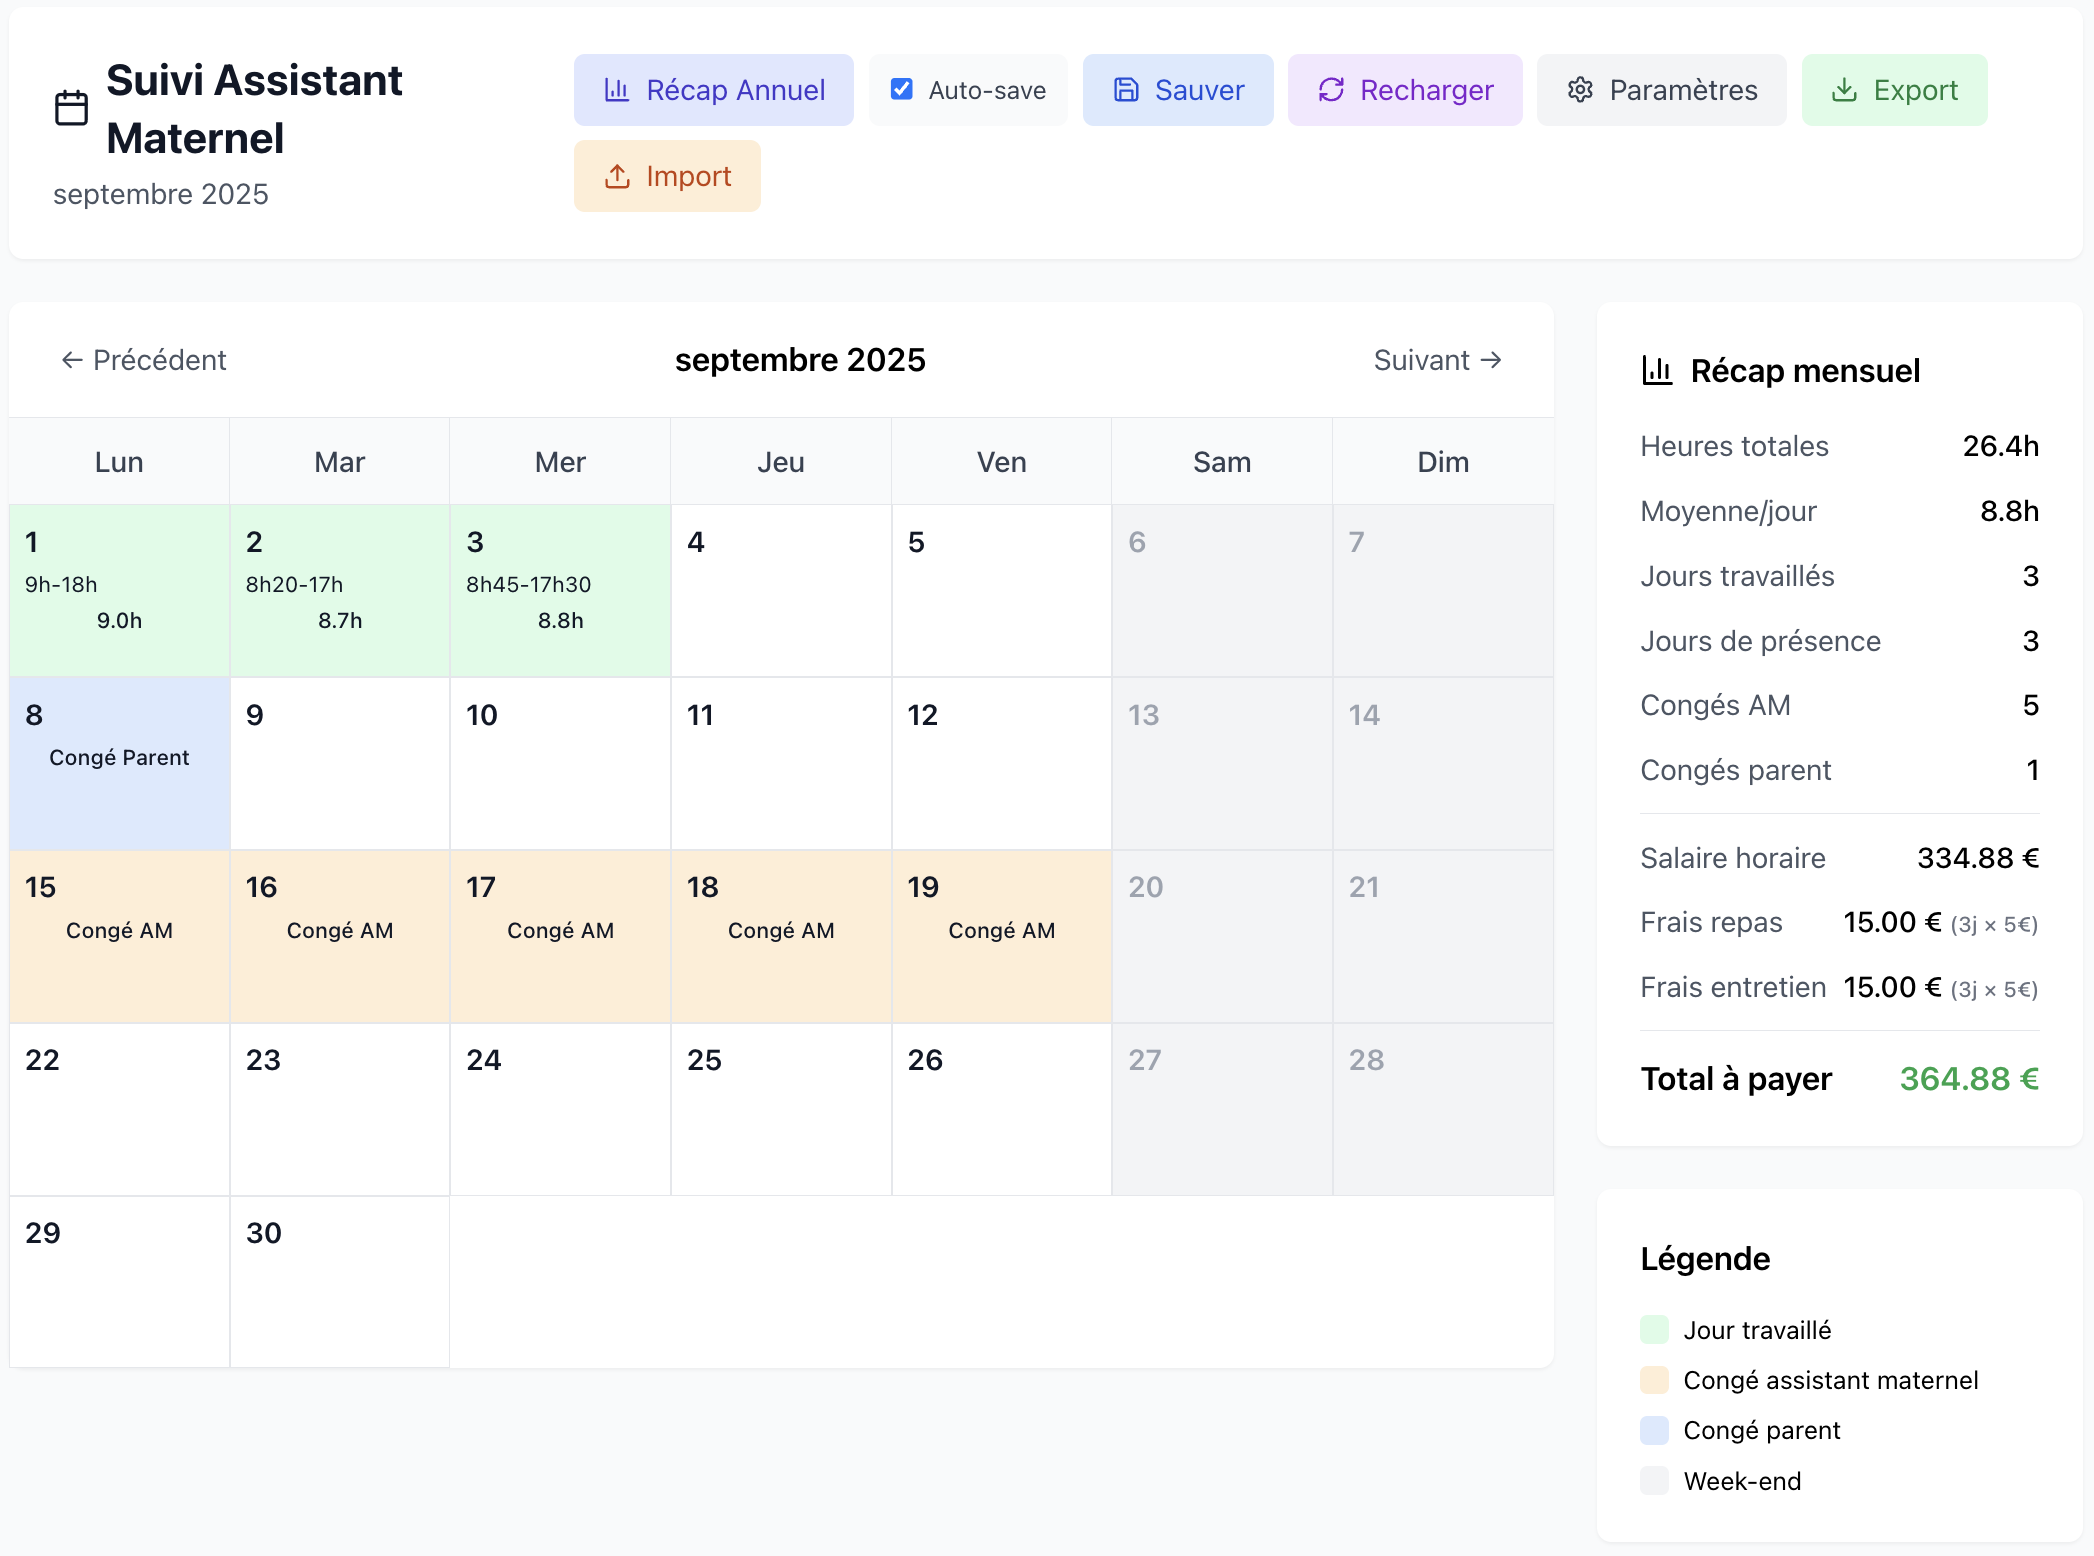 Suivi Assistant
Maternel
septembre 2025
Récap Annuel
Auto-save
Sauver
Recharger
Paramètres
Export
Import
← Précédent
septembre 2025
Suivant →
Lun Mar Mer Jeu Ven Sam Dim
1
9h-18h
9.0h
2
8h20-17h
8.7h
3
8h45-17h30
8.8h
4
5
6
7
8
Congé Parent
9
10
11
12
13
14
15
Congé AM
16
Congé AM
17
Congé AM
18
Congé AM
19
Congé AM
20
21
22
23
24
25
26
27
28
29
30
Récap mensuel
Heures totales 26.4h
Moyenne/jour 8.8h
Jours travaillés 3
Jours de présence 3
Congés AM 5
Congés parent 1
Salaire horaire 334.88 €
Frais repas 15.00 € (3j × 5€)
Frais entretien 15.00 € (3j × 5€)
Total à payer 364.88 €
Légende
Jour travaillé
Congé assistant maternel
Congé parent
Week-end